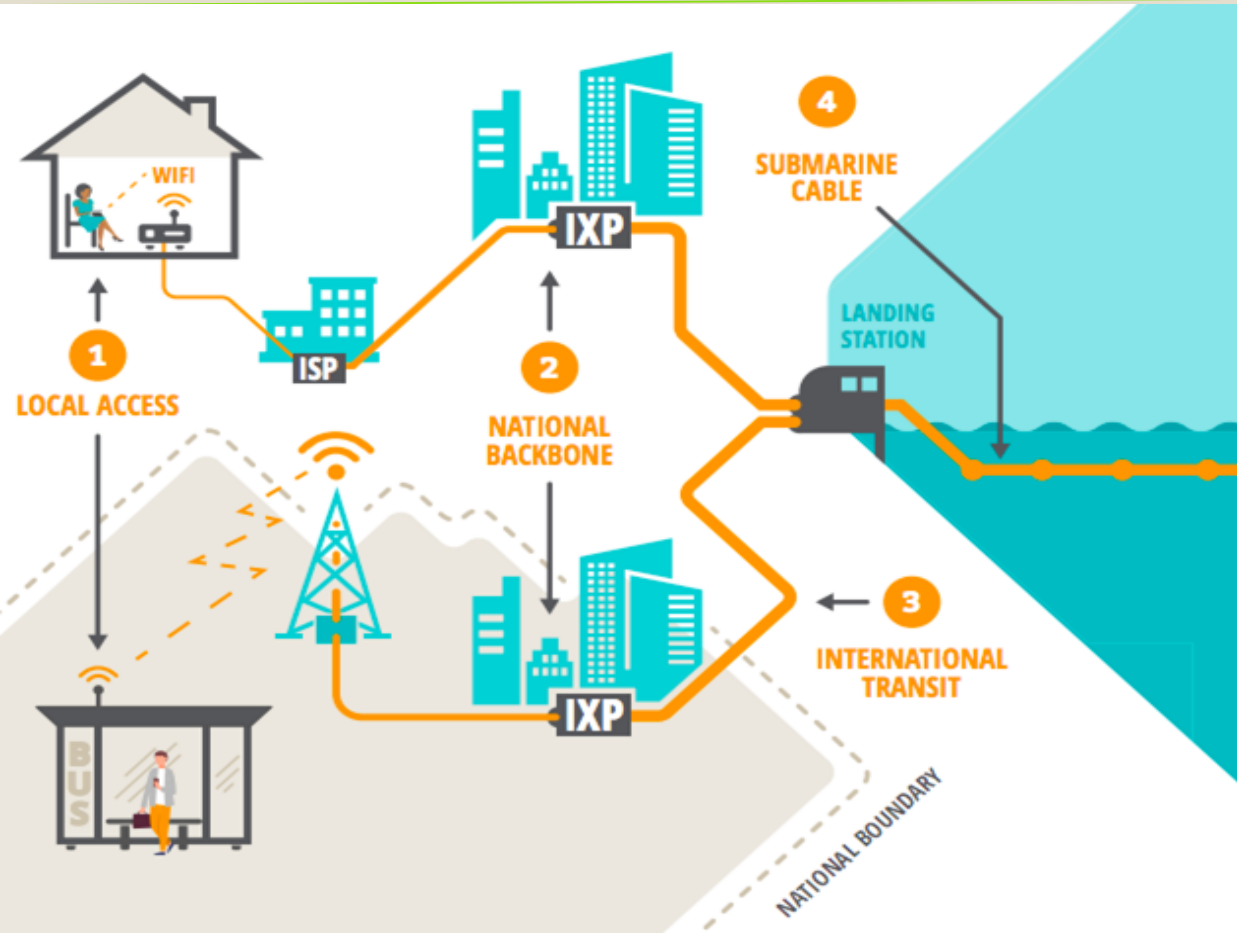 WIFI
1
LOCAL ACCESS
ISP
IXP
2
NATIONAL
BACKBONE
4
SUBMARINE
CABLE
LANDING
STATION
3
INTERNATIONAL
TRANSIT
IXP
BUS
NATIONAL BOUNDARY